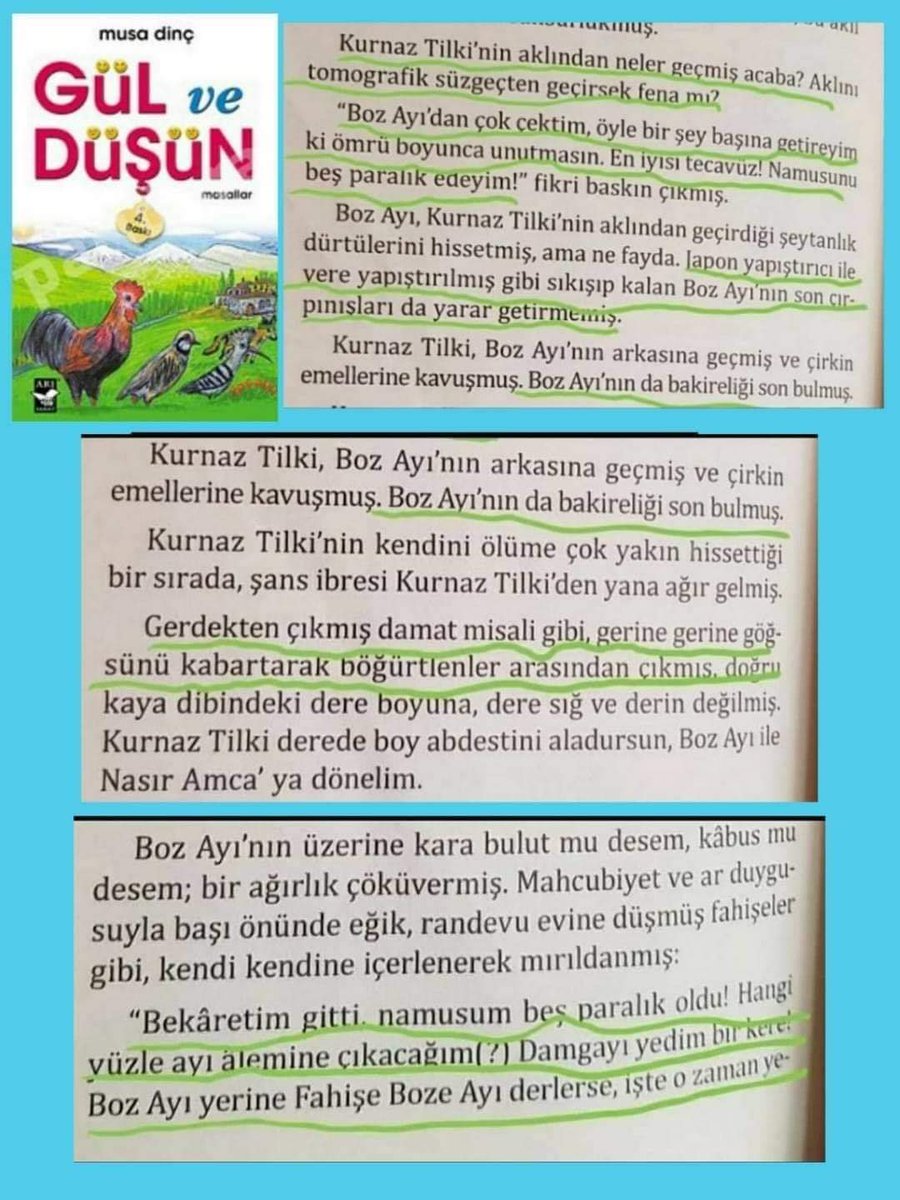 musa dinç
GÜL ve
DÜŞÜN
masallar
4.
Baskı
ARI
Kurnaz Tilki'nin aklından neler geçmiş acaba? Aklını
tomografik süzgeçten geçirsek fena mı?
"Boz Ayı'dan çok çektim, öyle bir şey başına getireyim
ki ömrü boyunca unutmasın. En iyisi tecavüz! Namusunu
beş paralık edeyim!" fikri baskın çıkmış.
Boz Ayı, Kurnaz Tilki'nin aklından geçirdiği şeytanlık
dürtülerini hissetmiş, ama ne fayda. Japon yapıştırıcı ile
yere yapıştırılmış gibi sıkışıp kalan Boz Ayı'nın son çır-
pınışları da yarar getirmemiş.
Kurnaz Tilki, Boz Ayı'nın arkasına geçmiş ve çirkin
emellerine kavuşmuş. Boz Ayı'nın da bakireliği son bulmuş.
Kurnaz Tilki, Boz Ayı'nın arkasına geçmiş ve çirkin
emellerine kavuşmuş. Boz Ayı'nın da bakireliği son bulmuş.
Kurnaz Tilki'nin kendini ölüme çok yakın hissettiği
bir sırada, şans ibresi Kurnaz Tilki'den yana ağır gelmiş.
Gerdekten çıkmış damat misali gibi, gerine gerine göğ-
sünü kabartarak böğürtlenler arasından çıkmış, doğru
kaya dibindeki dere boyuna, dere sığ ve derin değilmiş.
Kurnaz Tilki derede boy abdestini aladursun, Boz Ayı ile
Nasır Amca' ya dönelim.
Boz Ayı'nın üzerine kara bulut mu desem, kâbus mu
desem; bir ağırlık çöküvermiş. Mahcubiyet ve ar duygu-
suyla başı önünde eğik, randevu evine düşmüş fahişeler
gibi, kendi kendine içerlenerek mırıldanmış:
"Bekâretim gitti, namusum beş paralık oldu! Hangi
yüzle ayı âlemine çıkacağım(?) Damgayı yedim bir kere!
Boz Ayı yerine Fahişe Boze Ayı derlerse, işte o zaman ye-